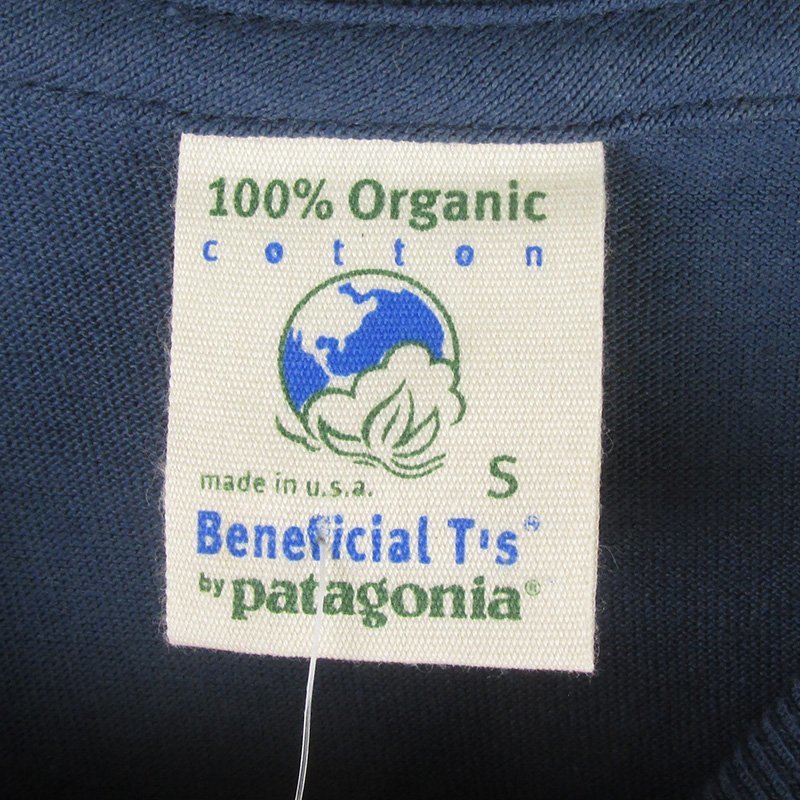 100% Organic
cotton
made in u.s.a. S
Beneficial T's®
by patagonia®